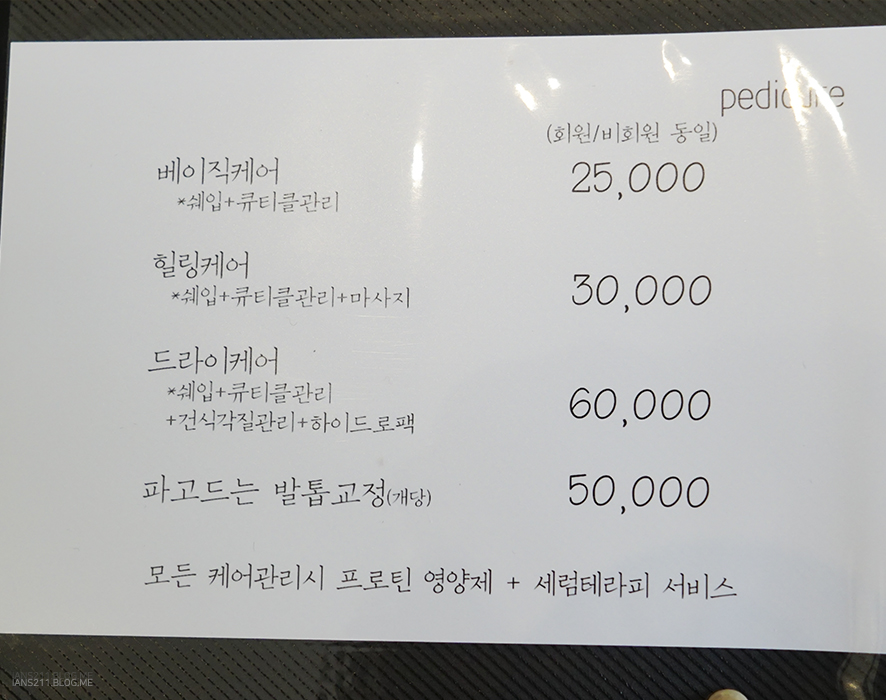 pedicure
(회원/비회원 동일)
베이직케어 25,000
*쉐입+큐티클관리
힐링케어
*쉐입+큐티클관리+마사지 30,000
드라이케어
*쉐입+큐티클관리 60,000
+건식각질관리+하이드로팩
파고드는 발톱교정(개당) 50,000
모든 케어관리시 프로틴 영양제 + 세럼테라피 서비스
IANS211.BLOG.ME